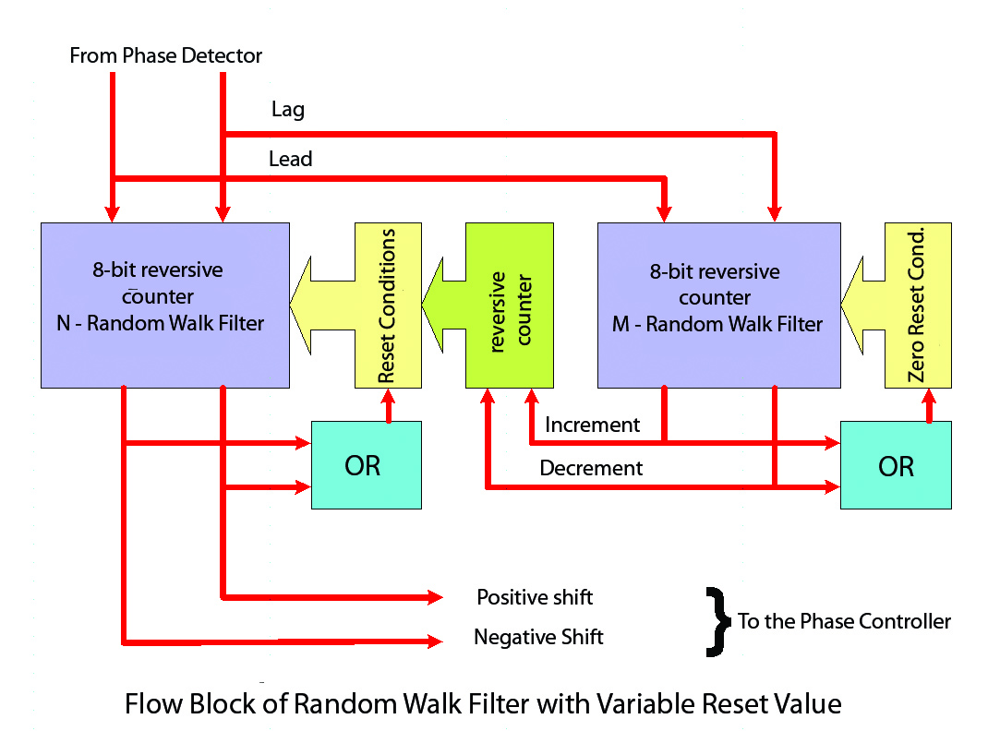 From Phase Detector
Lag
Lead
8-bit reversive
counter
N - Random Walk Filter
Reset Conditions
reversive
counter
8-bit reversive
counter
M - Random Walk Filter
Zero Reset Cond.
Increment
Decrement
OR
OR
Positive shift
Negative Shift
}
To the Phase Controller
Flow Block of Random Walk Filter with Variable Reset Value